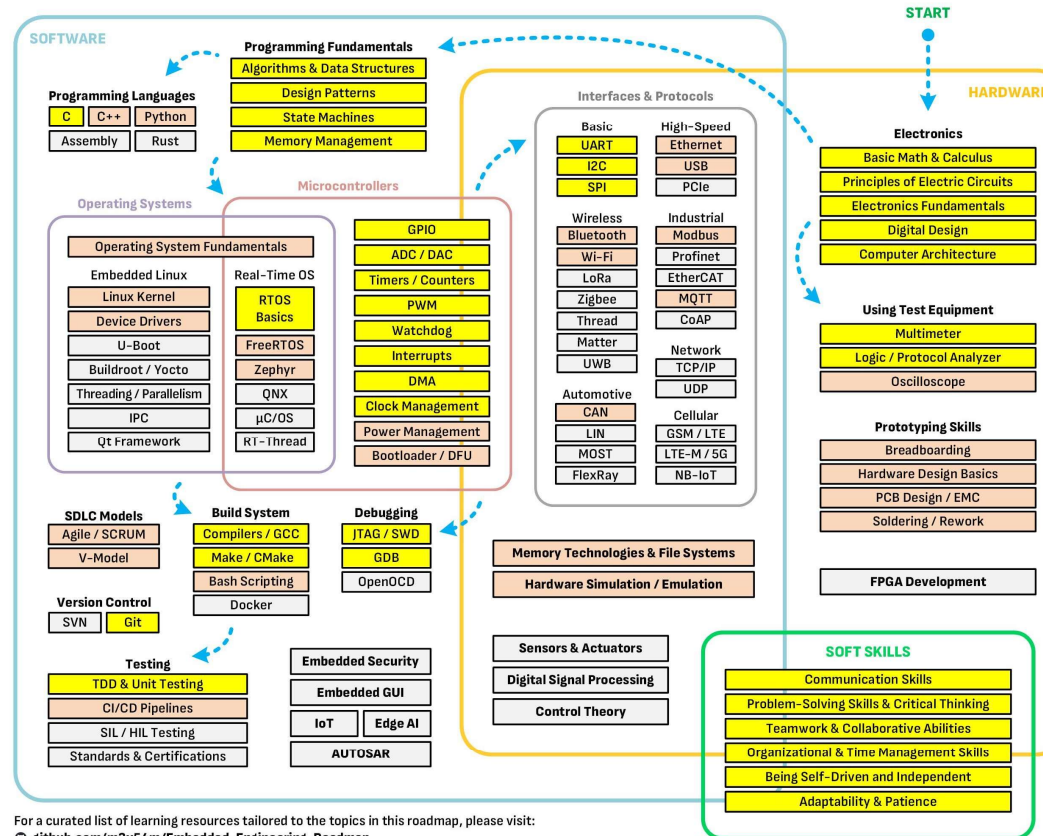 START
SOFTWARE
HARDWARE
Programming Fundamentals
Algorithms & Data Structures
Design Patterns
State Machines
Memory Management
Programming Languages
C
C++
Python
Assembly
Rust
Operating Systems
Microcontrollers
Operating System Fundamentals
Embedded Linux
Linux Kernel
Device Drivers
U-Boot
Buildroot / Yocto
Threading / Parallelism
IPC
Qt Framework
Real-Time OS
RTOS
Basics
FreeRTOS
Zephyr
QNX
µC/OS
RT-Thread
GPIO
ADC / DAC
Timers / Counters
PWM
Watchdog
Interrupts
DMA
Clock Management
Power Management
Bootloader / DFU
Interfaces & Protocols
Basic
UART
I2C
SPI
High-Speed
Ethernet
USB
PCIe
Wireless
Bluetooth
Wi-Fi
LoRa
Zigbee
Thread
Matter
UWB
Industrial
Modbus
Profinet
EtherCAT
MQTT
CoAP
Network
TCP/IP
UDP
Automotive
CAN
LIN
MOST
FlexRay
Cellular
GSM / LTE
LTE-M / 5G
NB-IoT
Electronics
Basic Math & Calculus
Principles of Electric Circuits
Electronics Fundamentals
Digital Design
Computer Architecture
Using Test Equipment
Multimeter
Logic / Protocol Analyzer
Oscilloscope
Prototyping Skills
Breadboarding
Hardware Design Basics
PCB Design / EMC
Soldering / Rework
FPGA Development
SDLC Models
Agile / SCRUM
V-Model
Build System
Compilers / GCC
Make / CMake
Bash Scripting
Docker
Debugging
JTAG / SWD
GDB
OpenOCD
Version Control
SVN
Git
Testing
TDD & Unit Testing
CI/CD Pipelines
SIL / HIL Testing
Standards & Certifications
Embedded Security
Embedded GUI
IoT
Edge AI
AUTOSAR
Memory Technologies & File Systems
Hardware Simulation / Emulation
Sensors & Actuators
Digital Signal Processing
Control Theory
SOFT SKILLS
Communication Skills
Problem-Solving Skills & Critical Thinking
Teamwork & Collaborative Abilities
Organizational & Time Management Skills
Being Self-Driven and Independent
Adaptability & Patience
For a curated list of learning resources tailored to the topics in this roadmap, please visit: